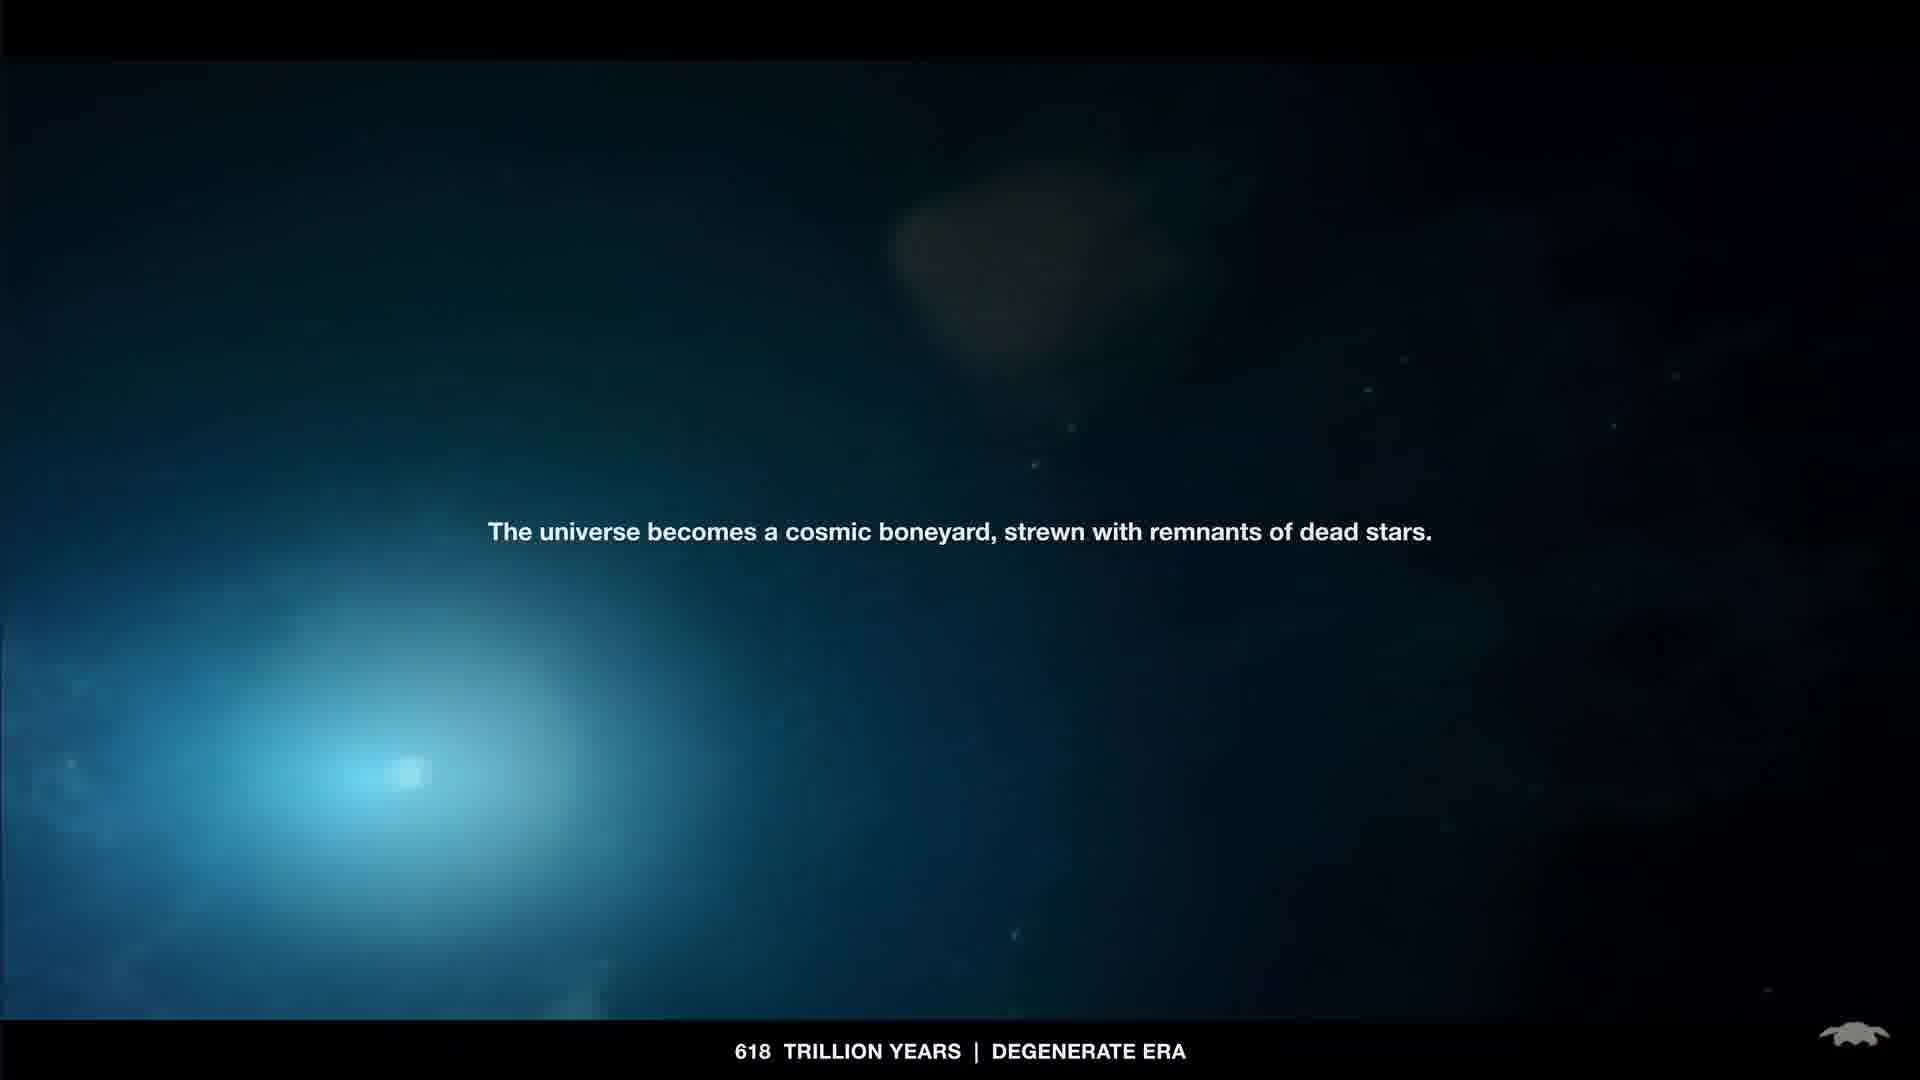 The universe becomes a cosmic boneyard, strewn with remnants of dead stars.
618 TRILLION YEARS | DEGENERATE ERA